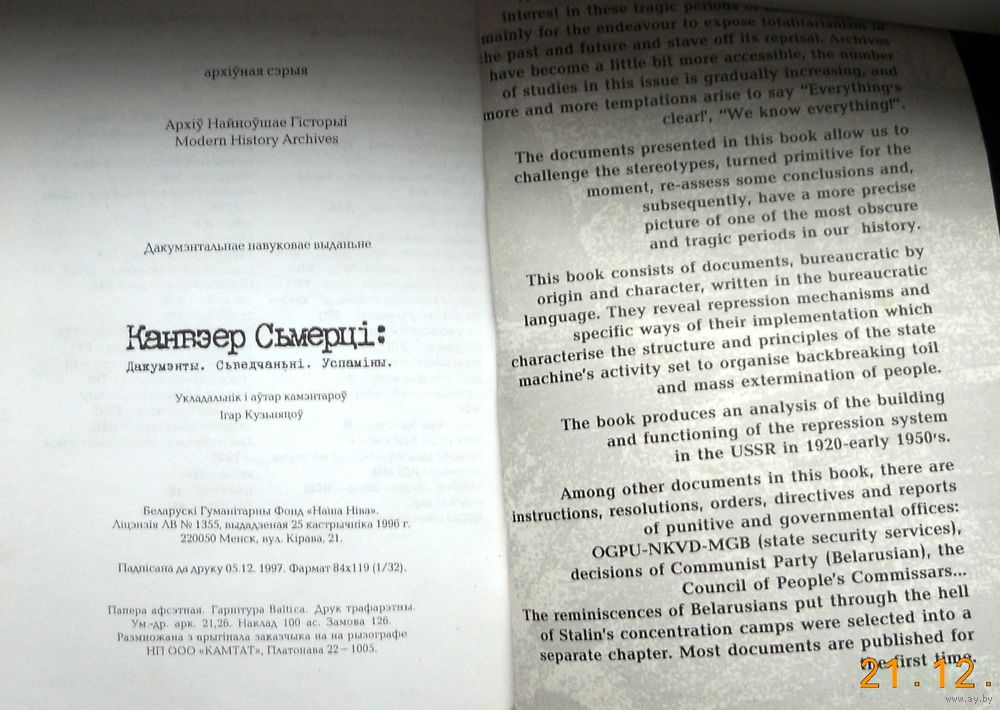 архіўная сэрыя
Архіў Найноўшае Гісторыі
Modern History Archives
Дакумэнтальнае навуковае выданьне
Канвэер Сьмерці:
Дакумэнты. Сьведчаньні. Успаміны.
Укладальнік і аўтар камэнтароў
Ігар Кузьняцоў
Беларускі Гуманітарны Фонд «Наша Ніва».
Ліцэнзія ЛВ № 1355, выдадзеная 25 кастрычніка 1996 г.
220050 Менск, вул. Кірава, 21.
Падпісана да друку 05.12. 1997. Фармат 84х119 (1/32).
Папера афсэтная. Гарнітура Baltica. Друк трафарэтны.
Ум.-др. арк. 21,26. Наклад 100 ас. Замова 126.
Размножана з арыгінала заказчыка на на рызографе
НП ООО «КАМТАТ», Платонава 22 – 1005.
interest in these tragic periods
mainly for the endeavour to expose totalitarianism in
the past and future and stave off its reprisal. Archives
have become a little bit more accessible, the number
of studies in this issue is gradually increasing, and
more and more temptations arise to say "Everything's
clear!', "We know everything!".
The documents presented in this book allow us to
challenge the stereotypes, turned primitive for the
moment, re-assess some conclusions and,
subsequently, have a more precise
picture of one of the most obscure
and tragic periods in our history.
This book consists of documents, bureaucratic by
origin and character, written in the bureaucratic
language. They reveal repression mechanisms and
specific ways of their implementation which
characterise the structure and principles of the state
machine's activity set to organise backbreaking toil
and mass extermination of people.
The book produces an analysis of the building
and functioning of the repression system
in the USSR in 1920-early 1950's.
Among other documents in this book, there are
instructions, resolutions, orders, directives and reports
of punitive and governmental offices:
OGPU-NKVD-MGB (state security services),
decisions of Communist Party (Belarusian), the
Council of People's Commissars...
The reminiscences of Belarusians put through the hell
of Stalin's concentration camps were selected into a
separate chapter. Most documents are published for
the first time.
21.12.
www.ay.by